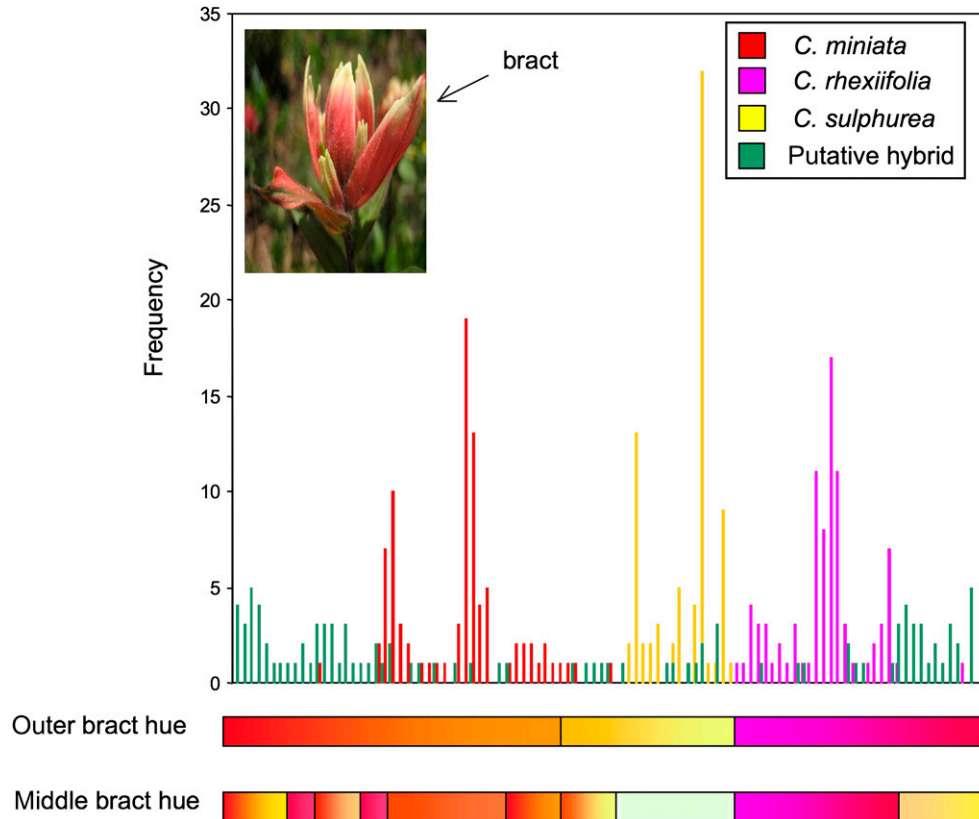 35
30
25
20
15
10
5
0
Frequency
bract
C. miniata
C. rhexiifolia
C. sulphurea
Putative hybrid
Outer bract hue
Middle bract hue